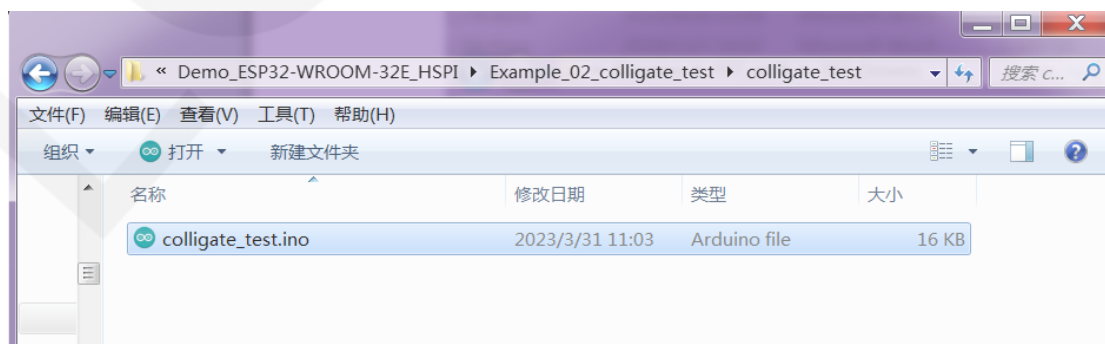 « Demo_ESP32-WROOM-32E_HSPI ▸ Example_02_colligate_test ▸ colligate_test 搜索 c...
文件(F) 编辑(E) 查看(V) 工具(T) 帮助(H)
组织 打开 新建文件夹
名称 修改日期 类型 大小
colligate_test.ino 2023/3/31 11:03 Arduino file 16 KB